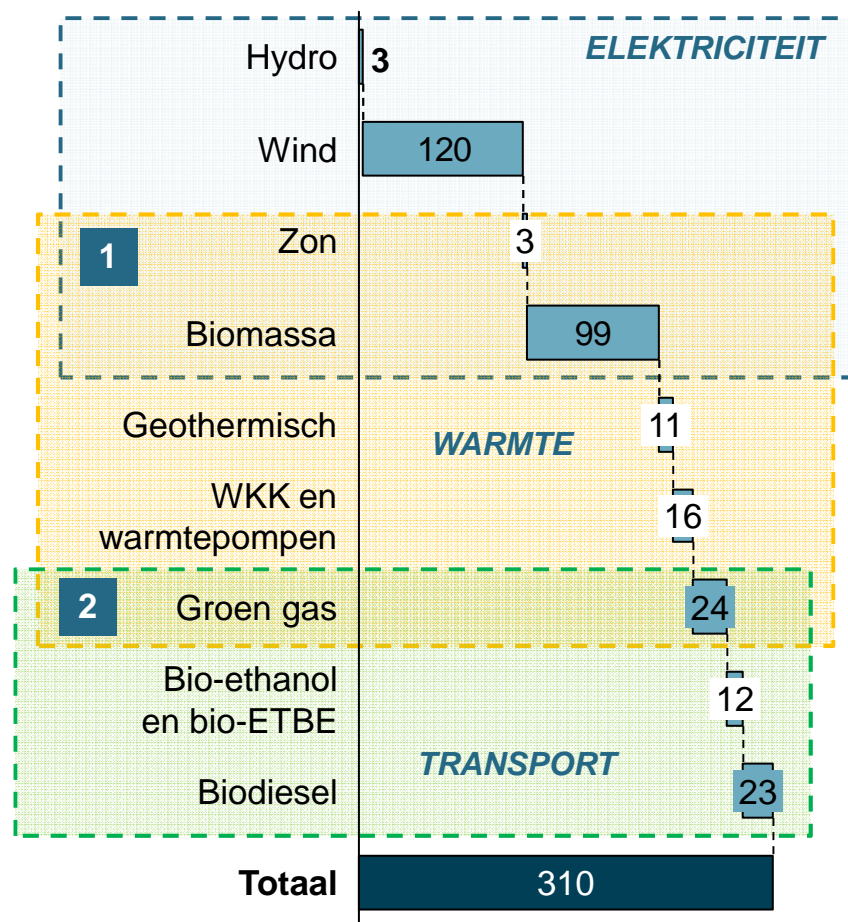 ELEKTRICITEIT
Hydro 3
Wind 120
1
Zon 3
Biomassa 99
Geothermisch 11
WARMTE
WKK en
warmtepompen 16
2
Groen gas 24
Bio-ethanol
en bio-ETBE 12
TRANSPORT
Biodiesel 23
Totaal 310